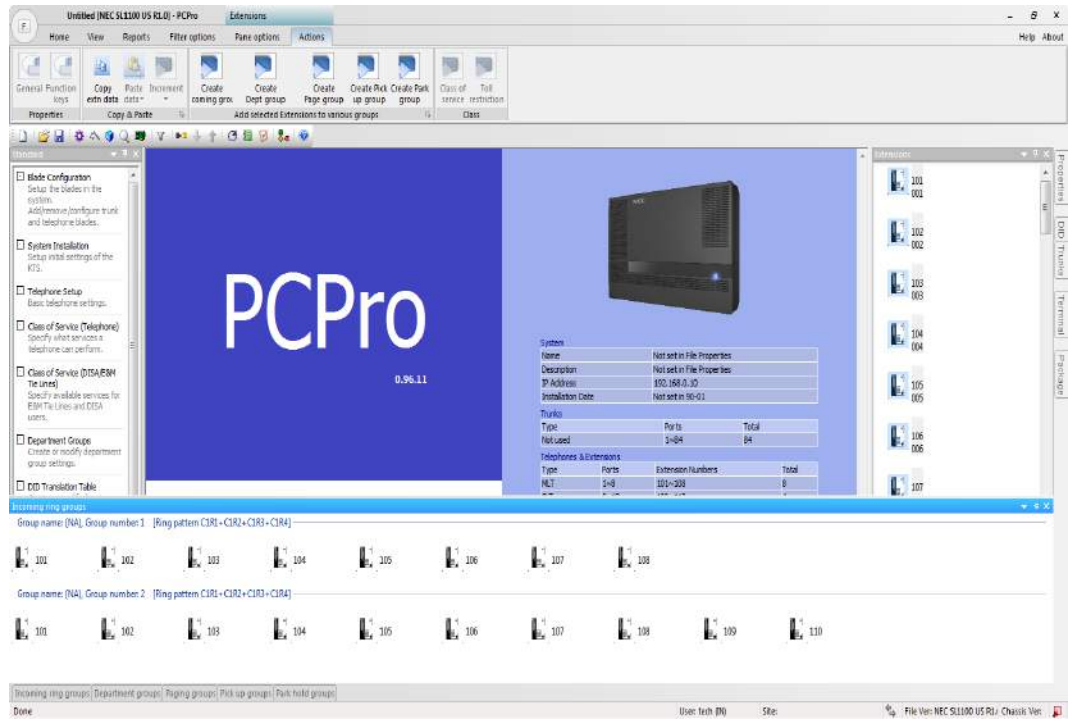 Untitled [NEC SL1100 US R1.0] - PCPro
Extensions
Home View Reports Filter options Pane options Actions
Help About
General Function keys
Copy extn data
Paste data
Increment
Create coming grou
Create Dept group
Create Page group
Create Pick up group
Create Park group
Class of service
Toll restriction
Properties
Copy & Paste
Add selected Extensions to various groups
Class
Standard
Blade Configuration
Setup the blades in the
system.
Add/remove/configure trunk
and telephone blades.
System Installation
Setup initial settings of the
KTS.
Telephone Setup
Basic telephone settings.
Class of Service (Telephone)
Specify what services a
telephone can perform.
Class of Service (DISA/E&M
Tie Lines)
Specify available services for
E&M Tie Lines and DISA
users.
Department Groups
Create or modify department
group settings.
DID Translation Table
PCPro
0.96.11
NEC
System
Name Not set in File Properties
Description Not set in File Properties
IP Address 192.168.0.10
Installation Date Not set in 90-01
Trunks
Type Ports Total
Not used 1~84 84
Telephones & Extensions
Type Ports Extension Numbers Total
MLT 1~8 101~108 8
Extensions
101
001
102
002
103
003
104
004
105
005
106
006
107
Properties
DID
Trunks
Terminal
Package
Incoming ring groups
Group name: (NA), Group number: 1 [Ring pattern C1R1+C1R2+C1R3+C1R4]
101 102 103 104 105 106 107 108
Group name: (NA), Group number: 2 [Ring pattern C1R1+C1R2+C1R3+C1R4]
101 102 103 104 105 106 107 108 109 110
Incoming ring groups Department groups Paging groups Pick up groups Park hold groups
Done
User: tech (IN)
Site:
File Ver: NEC SL1100 US R1.0 Chassis Ver: